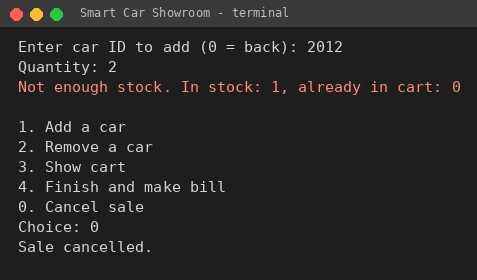 Smart Car Showroom - terminal
Enter car ID to add (0 = back): 2012
Quantity: 2
Not enough stock. In stock: 1, already in cart: 0
1. Add a car
2. Remove a car
3. Show cart
4. Finish and make bill
0. Cancel sale
Choice: 0
Sale cancelled.